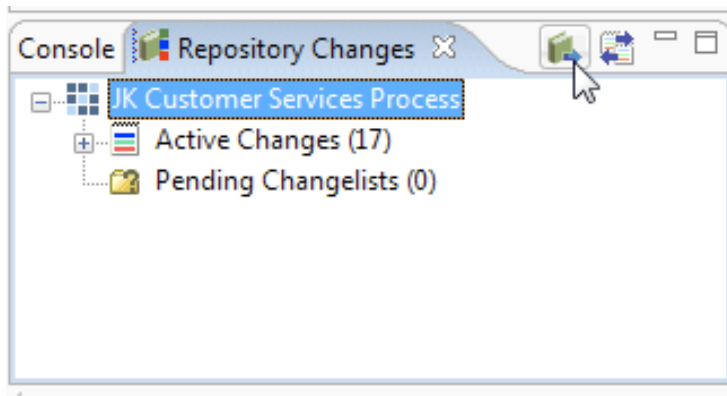 Console Repository Changes
JK Customer Services Process
Active Changes (17)
Pending Changelists (0)